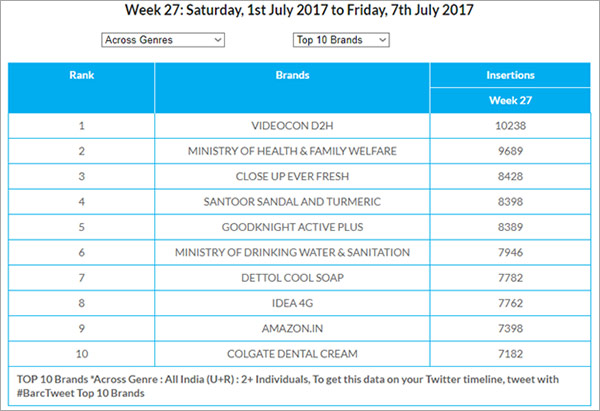 Week 27: Saturday, 1st July 2017 to Friday, 7th July 2017
Across Genres Top 10 Brands
Rank Brands Insertions
Week 27
1 VIDEOCON D2H 10238
2 MINISTRY OF HEALTH & FAMILY WELFARE 9689
3 CLOSE UP EVER FRESH 8428
4 SANTOOR SANDAL AND TURMERIC 8398
5 GOODKNIGHT ACTIVE PLUS 8389
6 MINISTRY OF DRINKING WATER & SANITATION 7946
7 DETTOL COOL SOAP 7782
8 IDEA 4G 7762
9 AMAZON.IN 7398
10 COLGATE DENTAL CREAM 7182
TOP 10 Brands *Across Genre : All India (U+R) : 2+ Individuals, To get this data on your Twitter timeline, tweet with
#BarcTweet Top 10 Brands